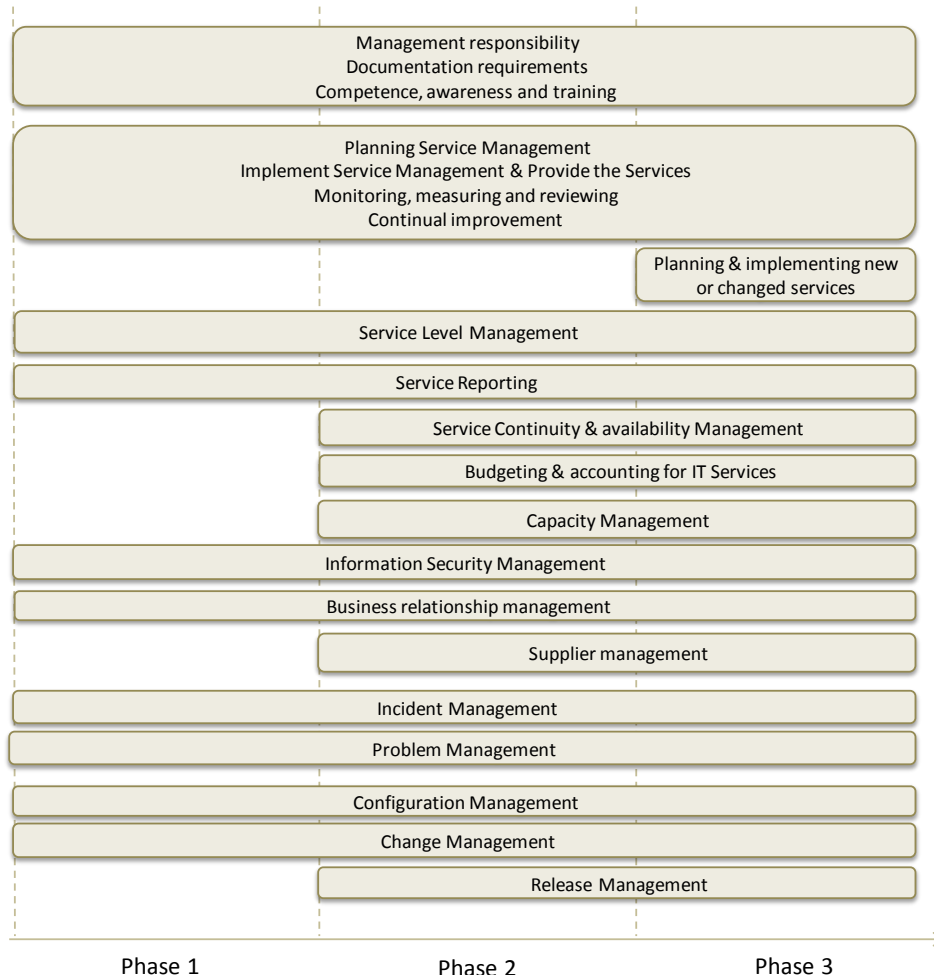 Management responsibility
Documentation requirements
Competence, awareness and training
Planning Service Management
Implement Service Management & Provide the Services
Monitoring, measuring and reviewing
Continual improvement
Planning & implementing new
or changed services
Service Level Management
Service Reporting
Service Continuity & availability Management
Budgeting & accounting for IT Services
Capacity Management
Information Security Management
Business relationship management
Supplier management
Incident Management
Problem Management
Configuration Management
Change Management
Release Management
Phase 1
Phase 2
Phase 3